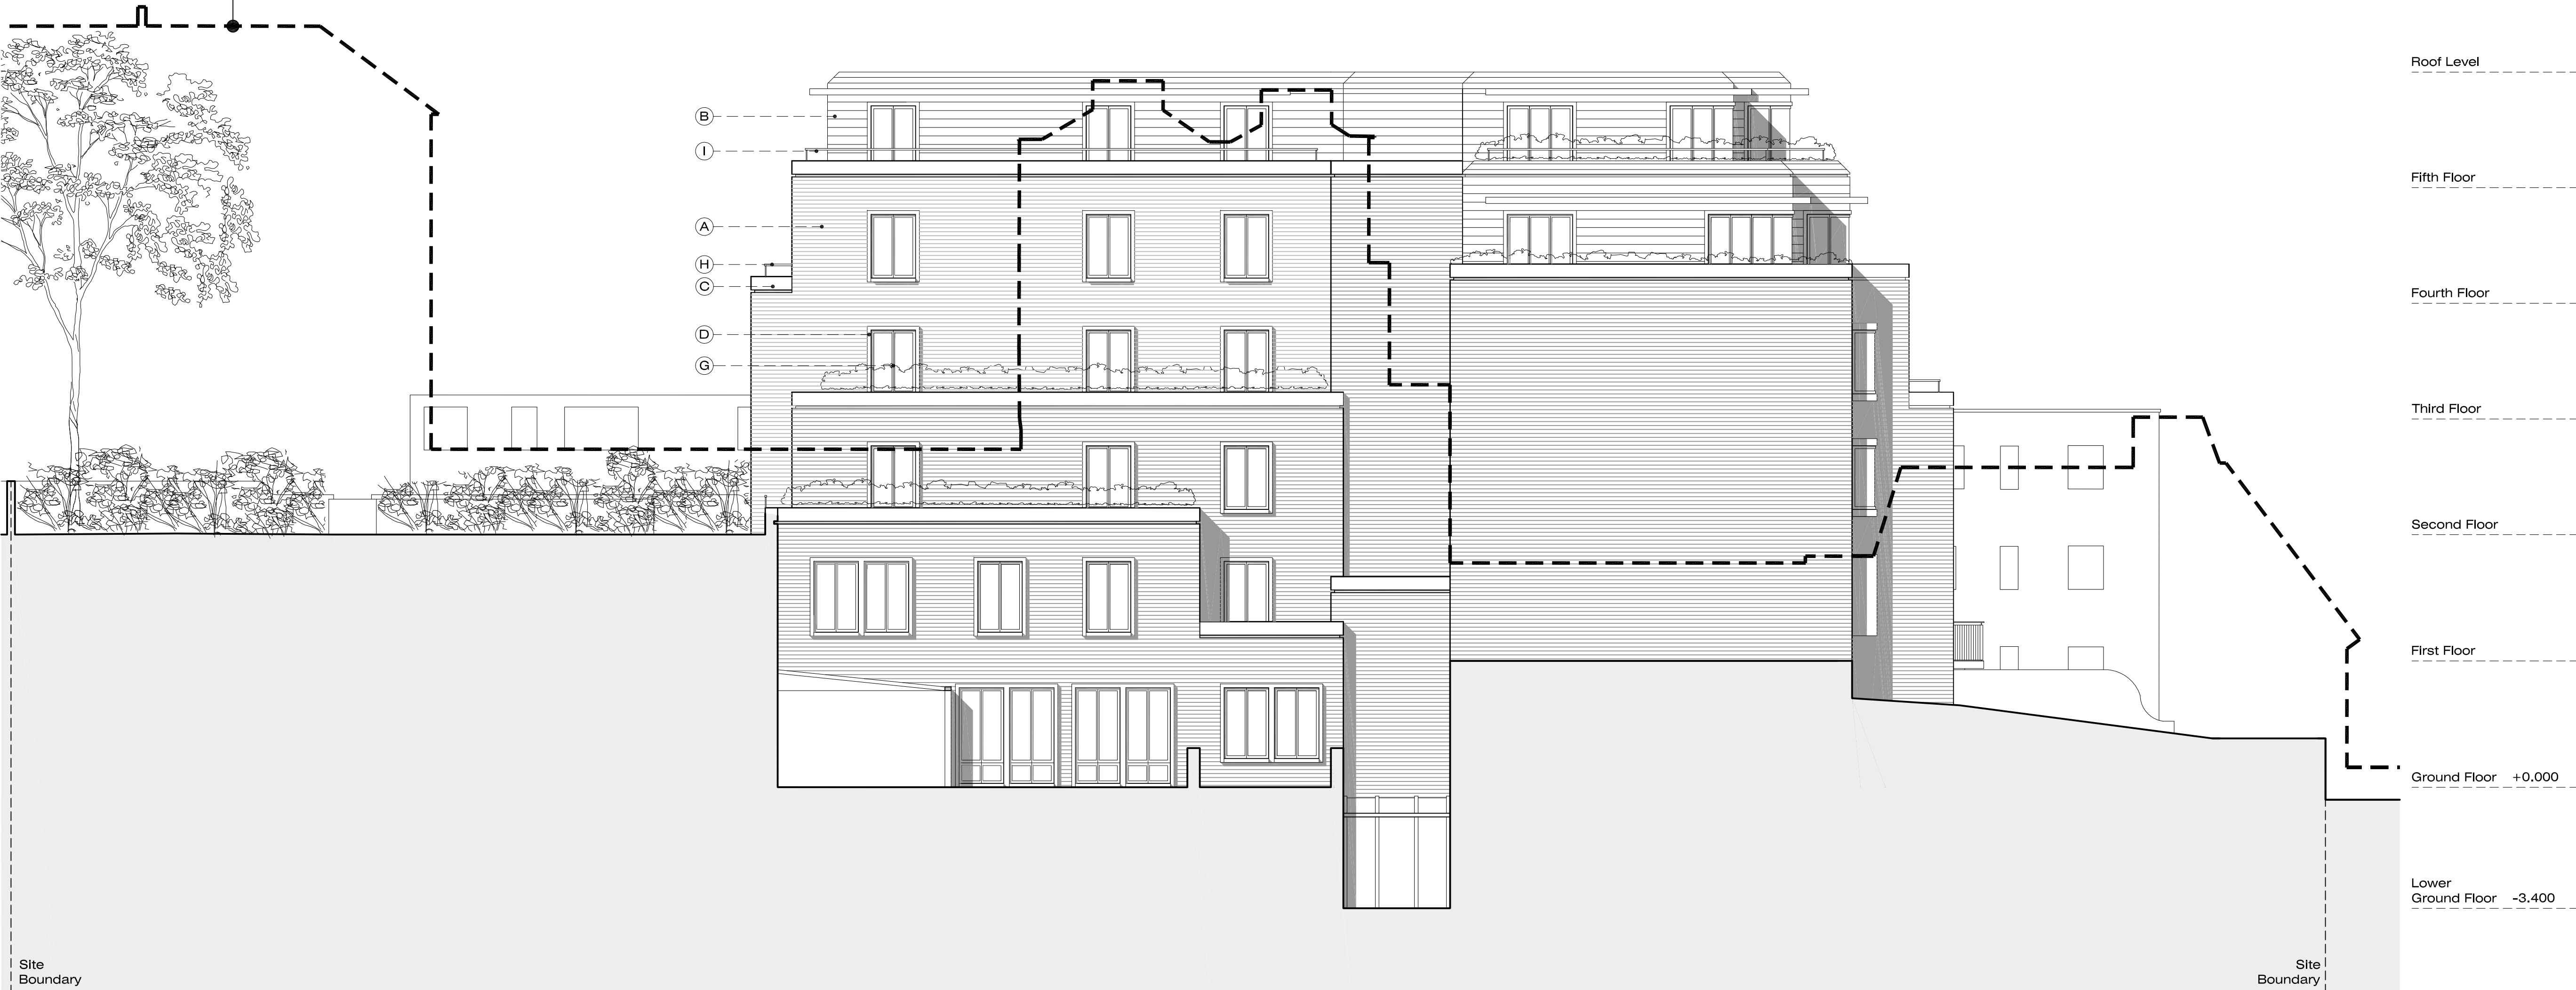 Roof Level
B
I
Fifth Floor
A
H
C
Fourth Floor
D
G
Third Floor
Second Floor
First Floor
Ground Floor +0.000
Lower
Ground Floor -3.400
Site
Boundary
Site
Boundary